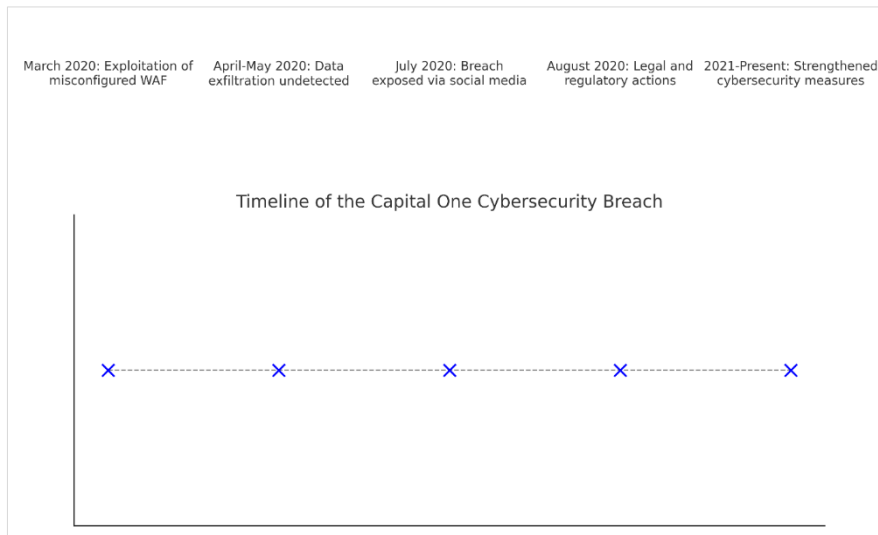 March 2020: Exploitation of
misconfigured WAF
April-May 2020: Data
exfiltration undetected
July 2020: Breach
exposed via social media
August 2020: Legal and
regulatory actions
2021-Present: Strengthened
cybersecurity measures
Timeline of the Capital One Cybersecurity Breach